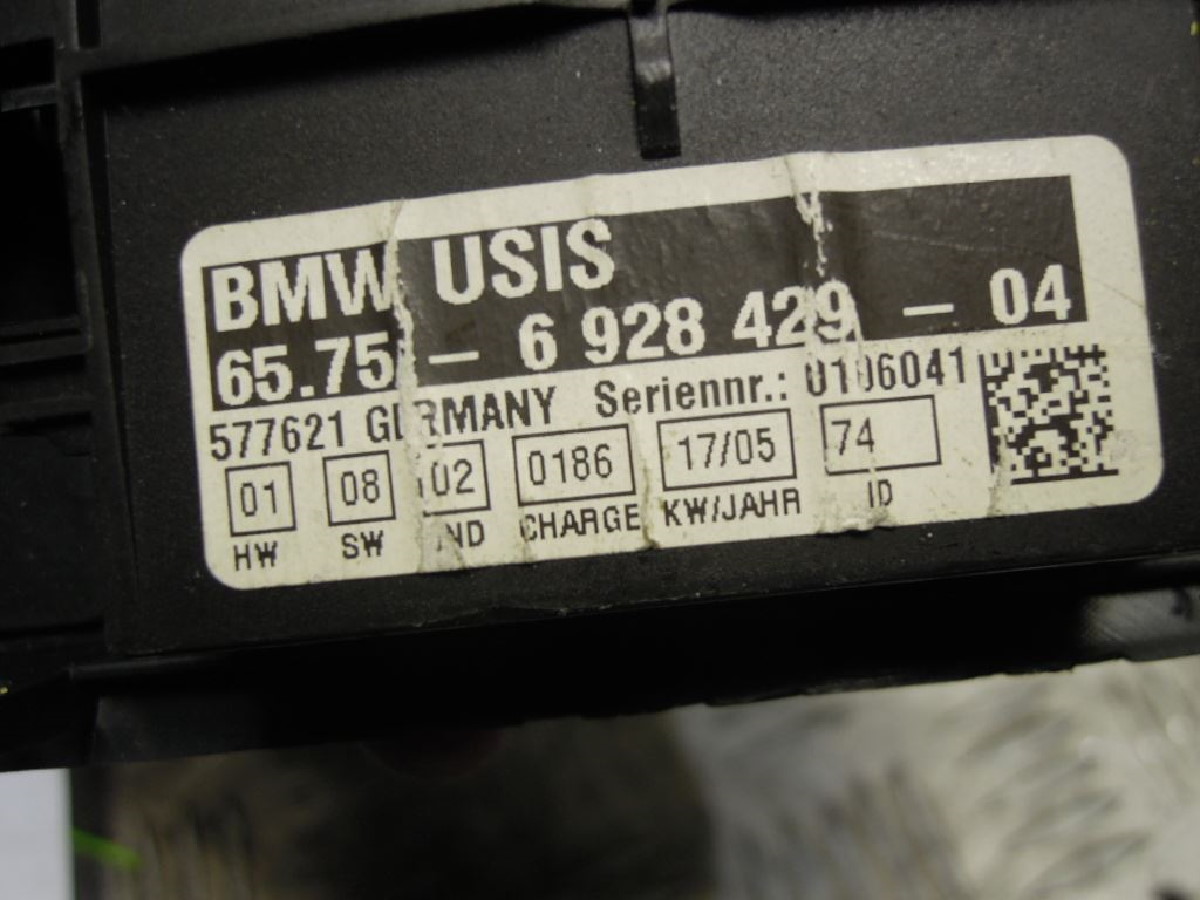 BMW USIS
65.75 - 6 928 429 - 04
577621 GERMANY Seriennr.: 0106041
01 08 02 0186 17/05 74
HW SW IND CHARGE KW/JAHR ID